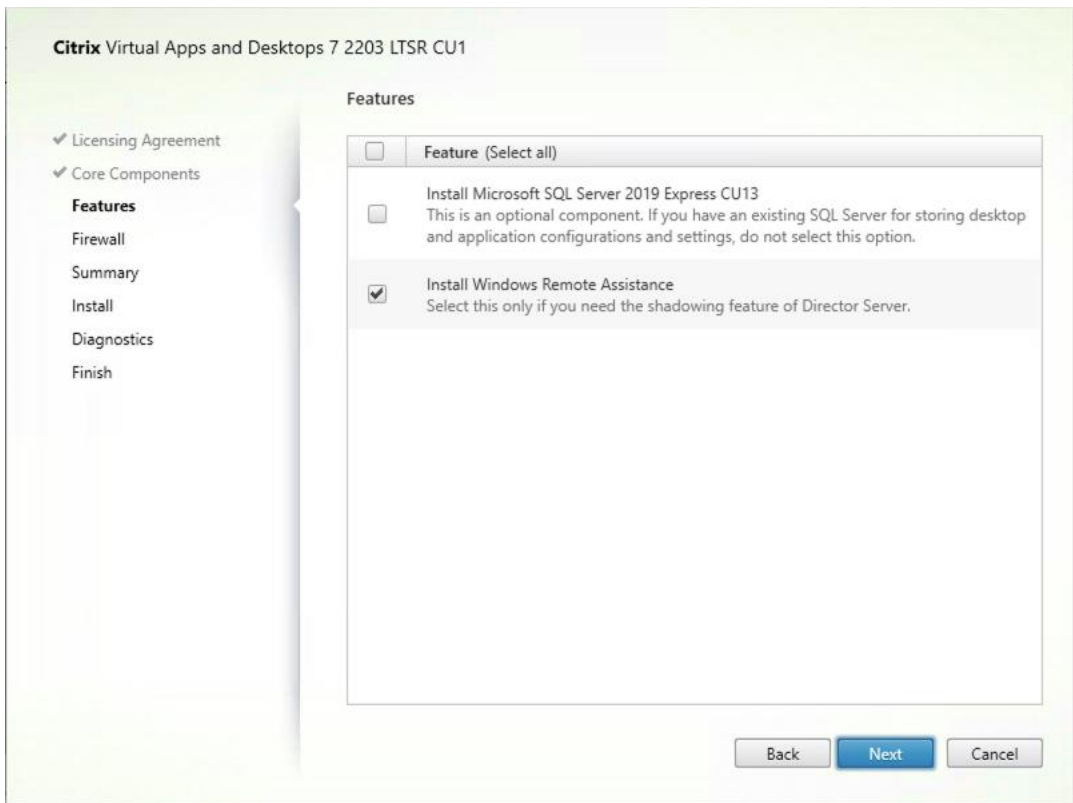 Citrix Virtual Apps and Desktops 7 2203 LTSR CU1
Features
Licensing Agreement
Core Components
Features
Firewall
Summary
Install
Diagnostics
Finish
Feature (Select all)
Install Microsoft SQL Server 2019 Express CU13
This is an optional component. If you have an existing SQL Server for storing desktop
and application configurations and settings, do not select this option.
Install Windows Remote Assistance
Select this only if you need the shadowing feature of Director Server.
Back
Next
Cancel